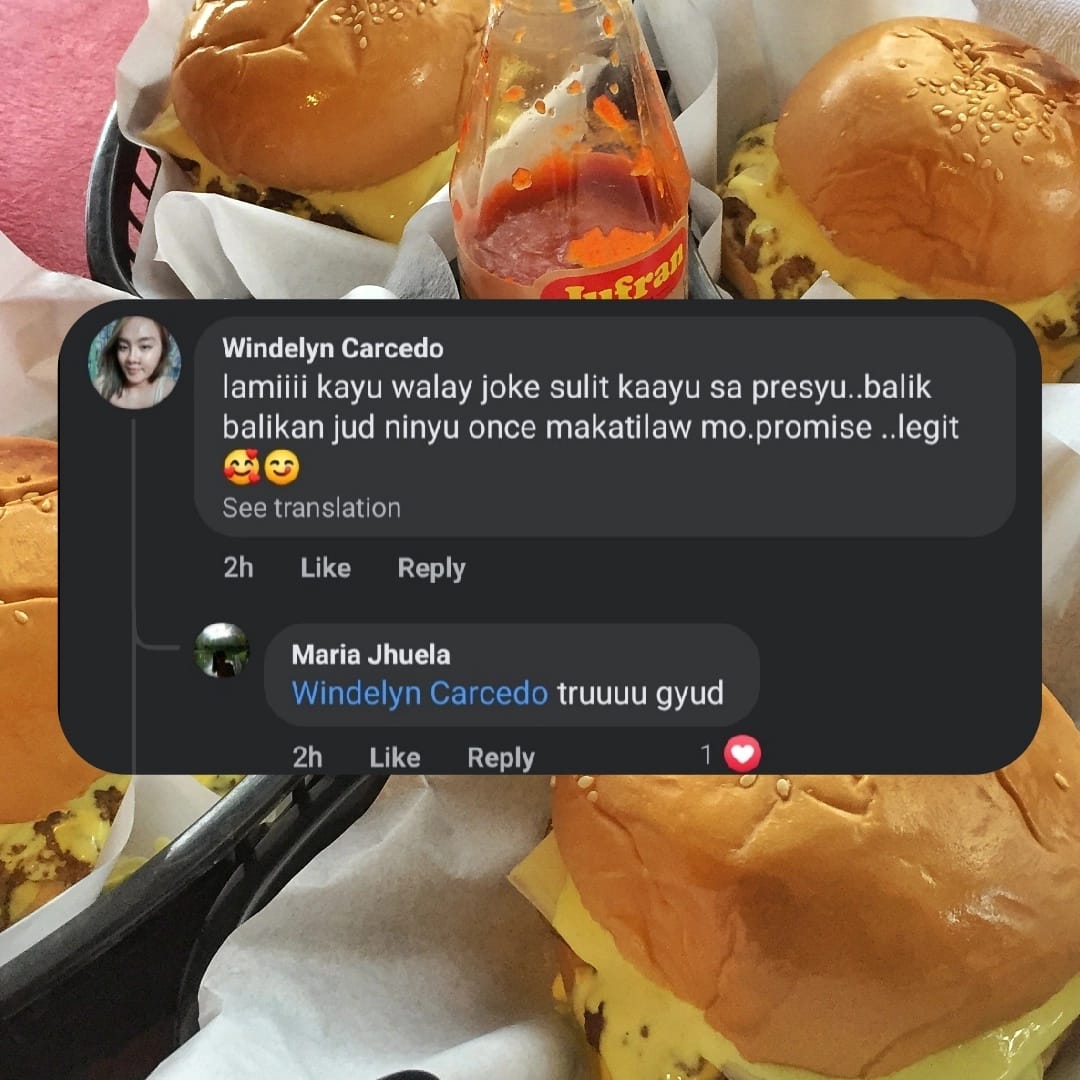 Jufran
Windelyn Carcedo
lamiiii kayu walay joke sulit kaayu sa presyu..balik
balikan jud ninyu once makatilaw mo.promise ..legit
🥰😋
See translation
2h Like Reply
Maria Jhuela
Windelyn Carcedo truuuu gyud
2h Like Reply 1